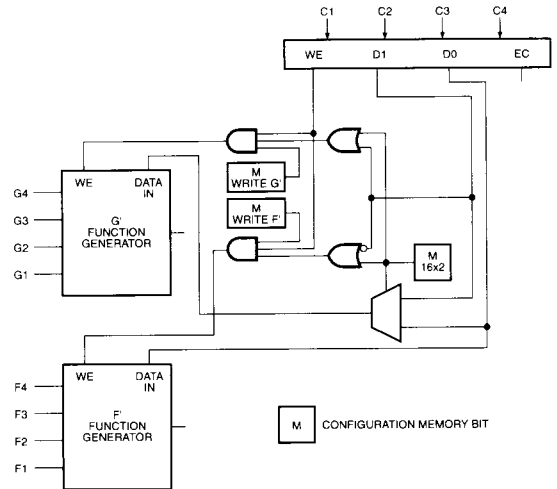 C1 C2 C3 C4
WE D1 D0 EC
M
WRITE G'
M
WRITE F'
WE DATA
IN
G4
G3
G2
G1
G'
FUNCTION
GENERATOR
M
16x2
WE DATA
IN
F4
F3
F2
F1
F'
FUNCTION
GENERATOR
M CONFIGURATION MEMORY BIT